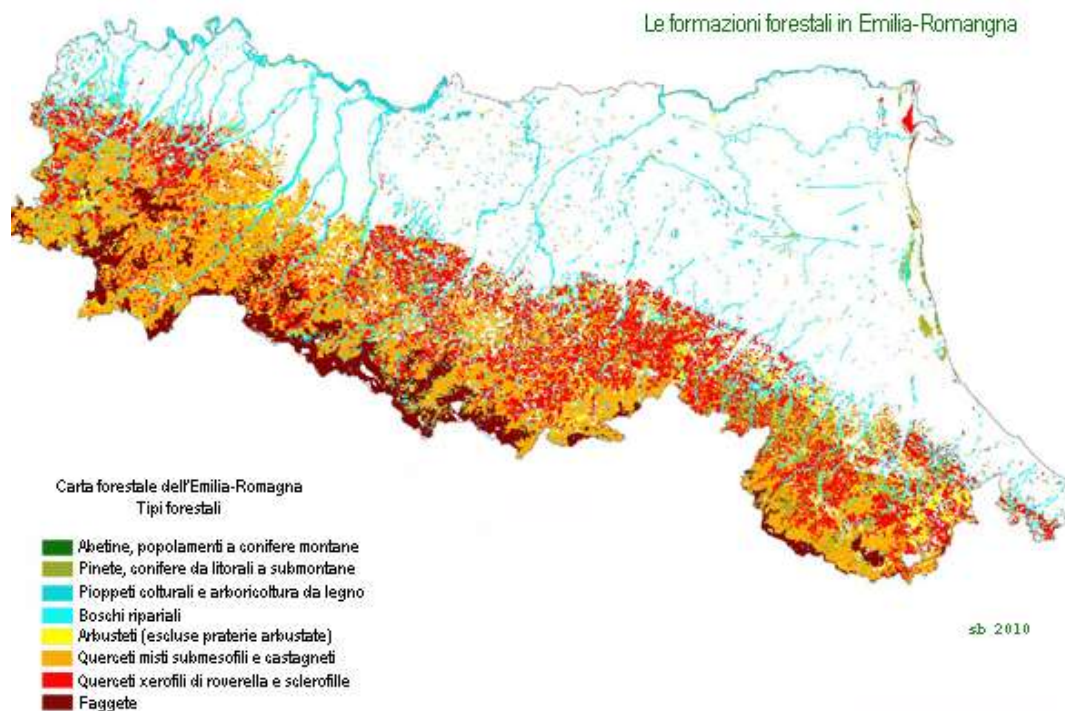 Le formazioni forestali in Emilia-Romangna
Carta forestale dell'Emilia-Romagna
Tipi forestali
Abetine, popolamenti a conifere montane
Pinete, conifere da litorali a submontane
Pioppeti colturali e arboricoltura da legno
Boschi ripariali
Arbusteti (escluse praterie arbustate)
Querceti misti submesofili e castagneti
Querceti xerofili di roverella e sclerofille
Faggete
sb 2010